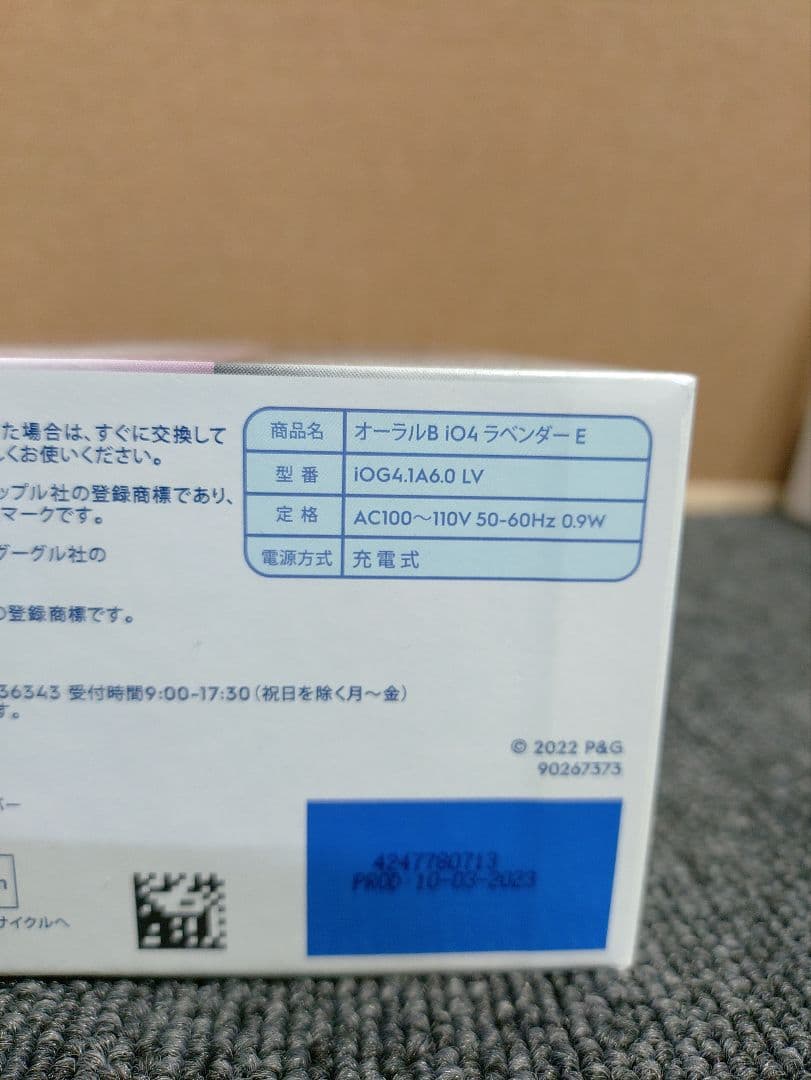 た場合は、すぐに交換して
くお使いください。
ップル社の登録商標であり、
マークです。
グーグル社の
の登録商標です。
36343 受付時間9:00-17:30（祝日を除く月〜金）
す。
商品名 オーラルB iO4 ラベンダー E
型番 iOG4.1A6.0 LV
定格 AC100〜110V 50-60Hz 0.9W
電源方式 充電式
© 2022 P&G
90267373
バー
サイクルへ
4247780713
PROD 10-03-2023